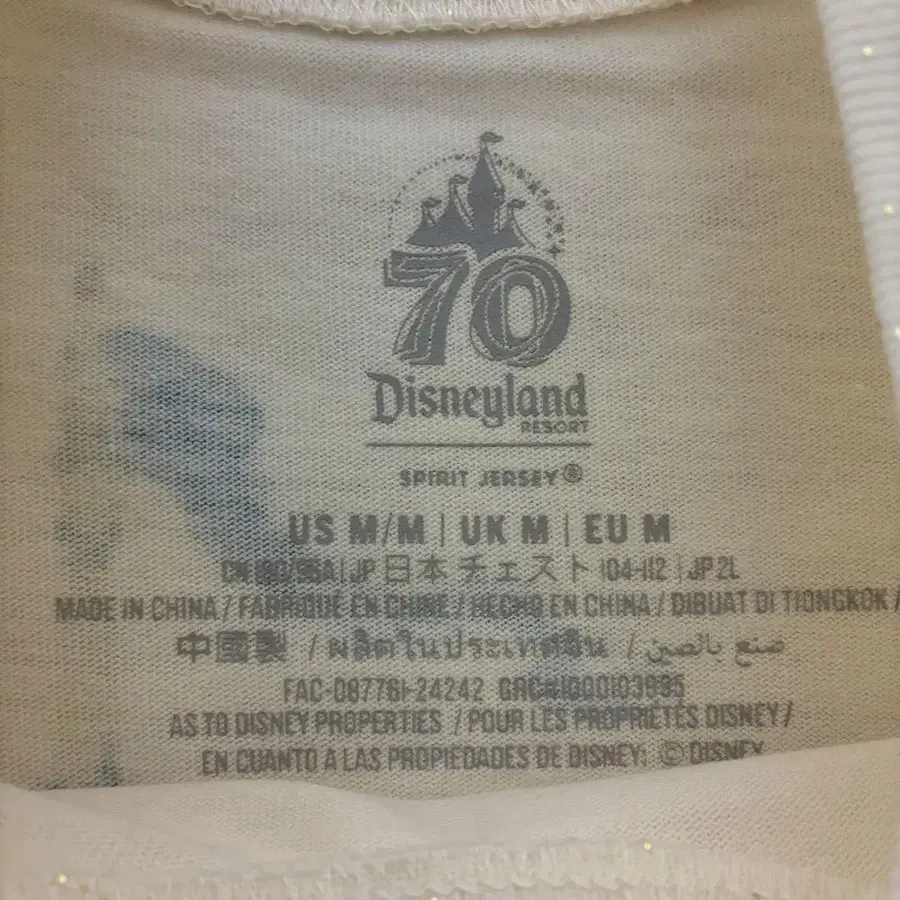 70
Disneyland
RESORT
SPIRIT JERSEY®
US M/M | UK M | EU M
CN 180/96A | JP 日本 チェスト 104-112 | JP 2L
MADE IN CHINA / FABRIQUÉ EN CHINE / HECHO EN CHINA / DIBUAT DI TIONGKOK /
中國製 / ผลิตในประเทศจีน / صنع بالصين
FAC-087761-24242 GRC#1000103995
AS TO DISNEY PROPERTIES / POUR LES PROPRIÉTÉS DISNEY /
EN CUANTO A LAS PROPIEDADES DE DISNEY: © DISNEY